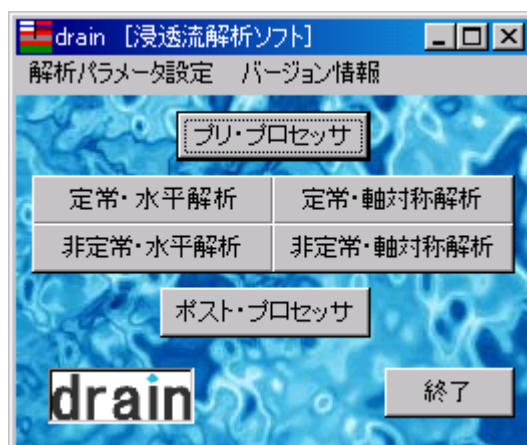 drain [浸透流解析ソフト]
解析パラメータ設定 バージョン情報
プリ・プロセッサ
定常・水平解析 定常・軸対称解析
非定常・水平解析 非定常・軸対称解析
ポスト・プロセッサ
drain 終了